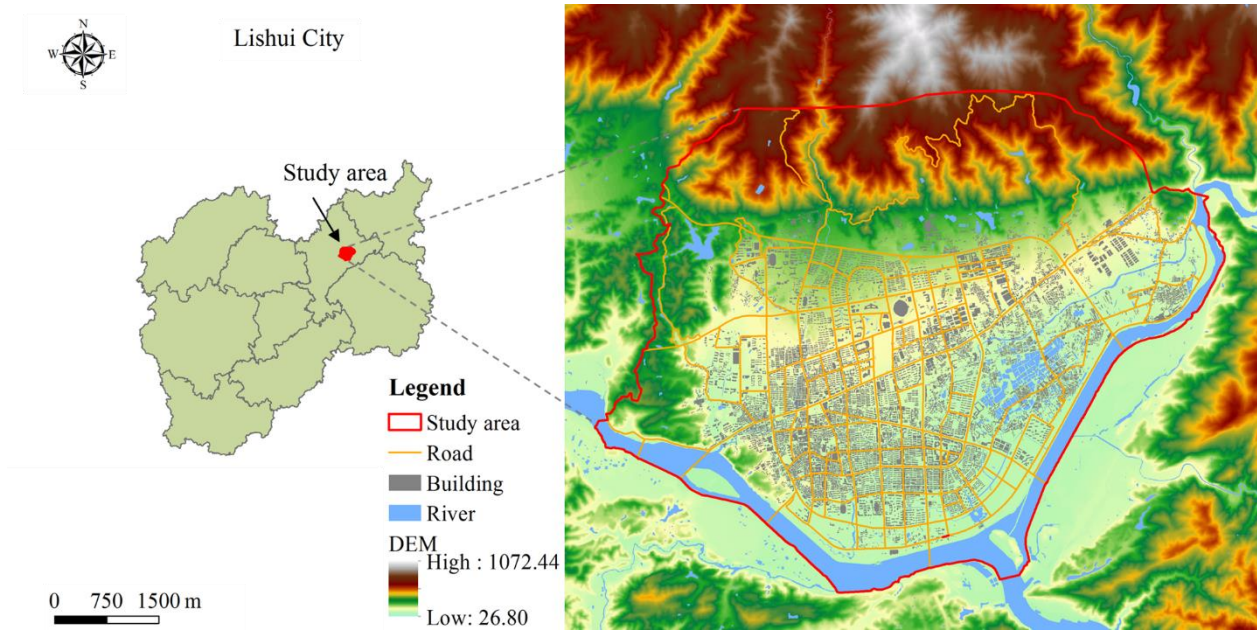 N
W E
S
Lishui City
Study area
Legend
Study area
Road
Building
River
DEM
High : 1072.44
Low: 26.80
0 750 1500 m